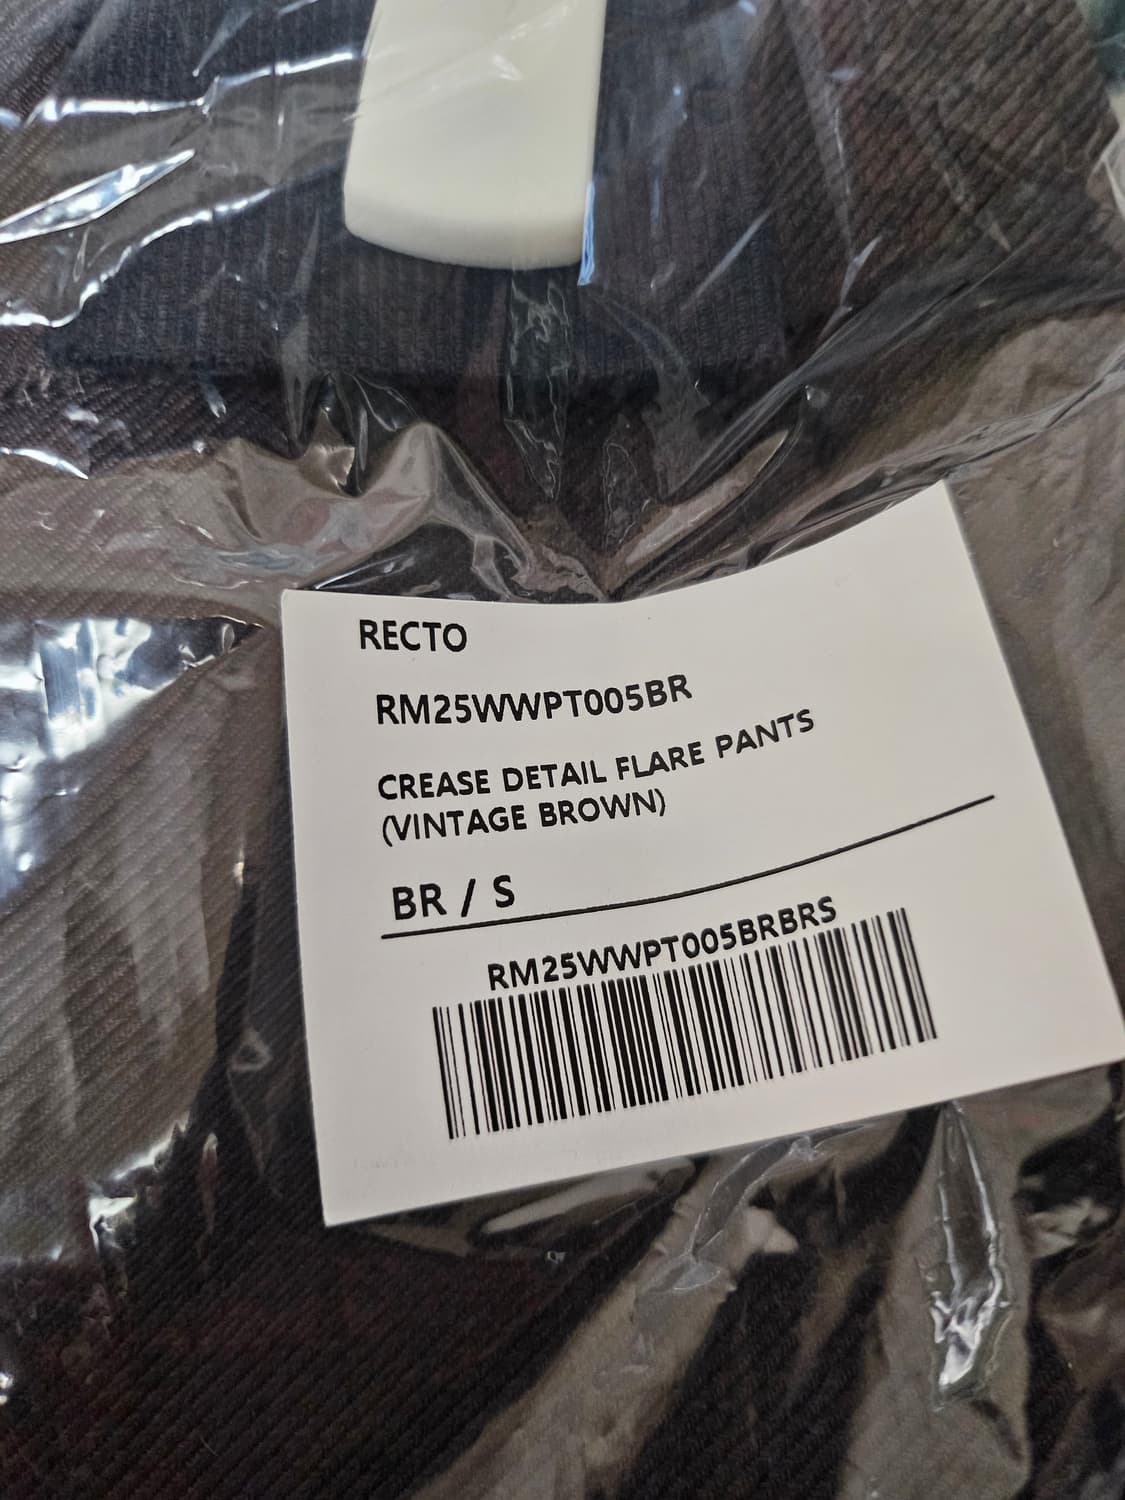 RECTO
RM25WWPT005BR
CREASE DETAIL FLARE PANTS
(VINTAGE BROWN)
BR / S
RM25WWPT005BRBRS